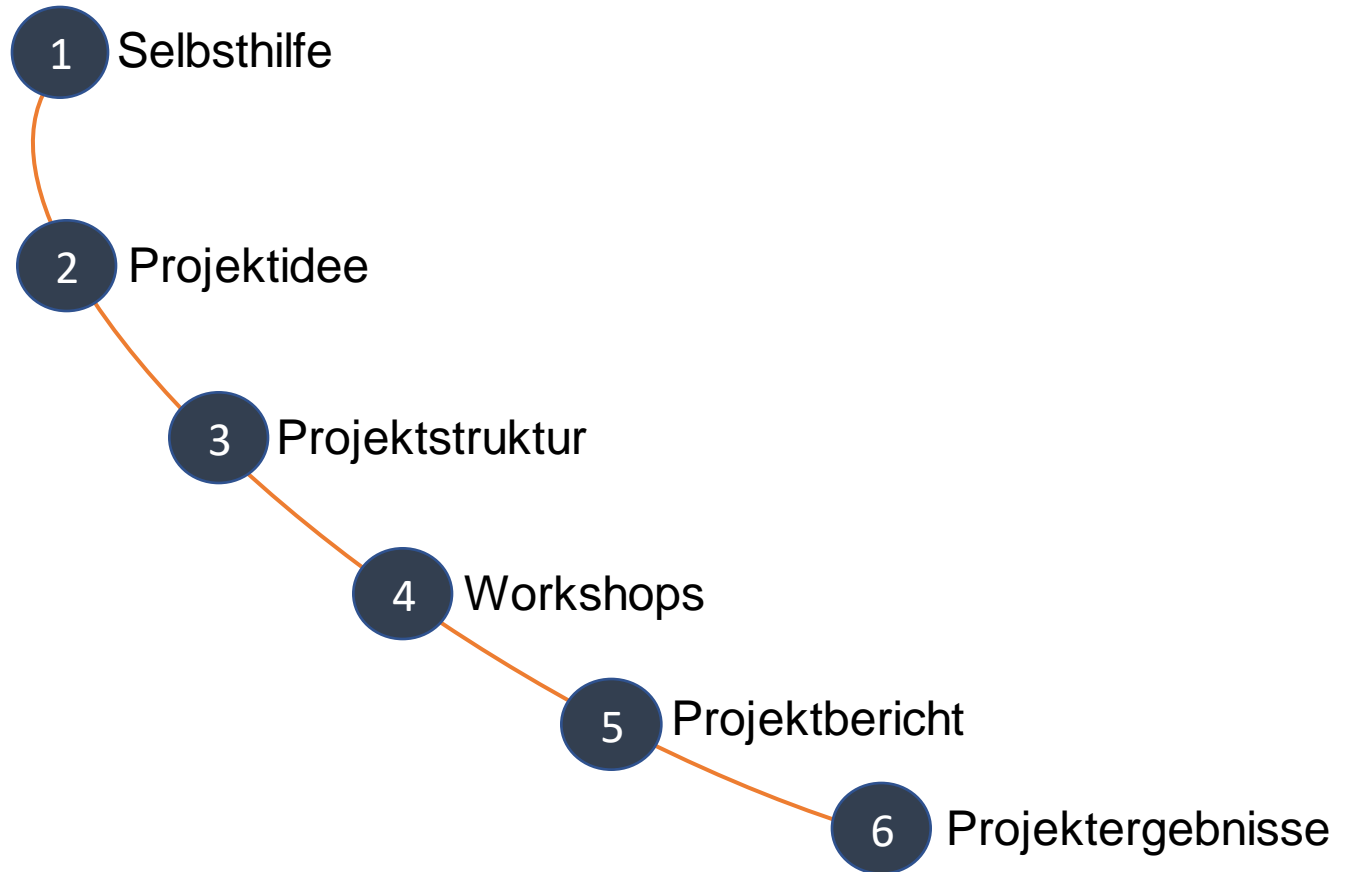 1 Selbsthilfe
2 Projektidee
3 Projektstruktur
4 Workshops
5 Projektbericht
6 Projektergebnisse